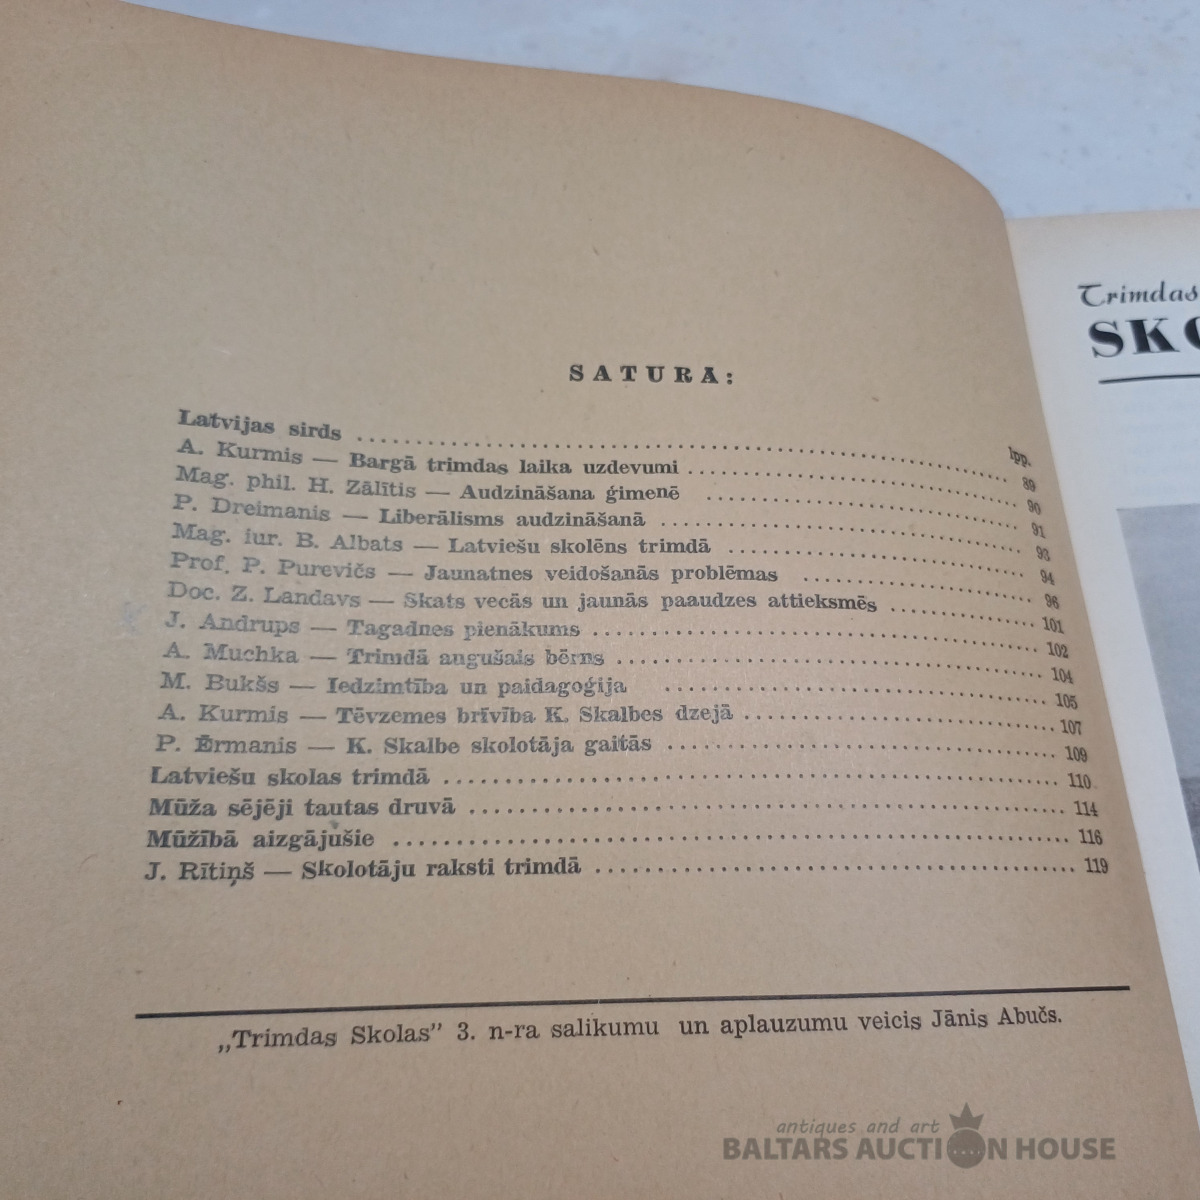 SATURĀ:
lpp.
Latvijas sirds 89
A. Kurmis — Bargā trimdas laika uzdevumi 90
Mag. phil. H. Zālītis — Audzināšana ģimenē 91
P. Dreimanis — Liberālisms audzināšanā 93
Mag. iur. B. Albats — Latviešu skolēns trimdā 94
Prof. P. Purevičs — Jaunatnes veidošanās problēmas 96
Doc. Z. Landavs — Skats vecās un jaunās paaudzes attieksmēs 101
J. Andrups — Tagadnes pienākums 102
A. Muchka — Trimdā augušais bērns 104
M. Bukšs — Iedzimtība un paidagoģija 105
A. Kurmis — Tēvzemes brīvība K. Skalbes dzejā 107
P. Ērmanis — K. Skalbe skolotāja gaitās 109
Latviešu skolas trimdā 110
Mūža sējēji tautas druvā 114
Mūžībā aizgājušie 116
J. Rītiņš — Skolotāju raksti trimdā 119
„Trimdas Skolas" 3. n-ra salikumu un aplauzumu veicis Jānis Abučs.
Trimdas
SKO
antiques and art
BALTARS AUCTION HOUSE